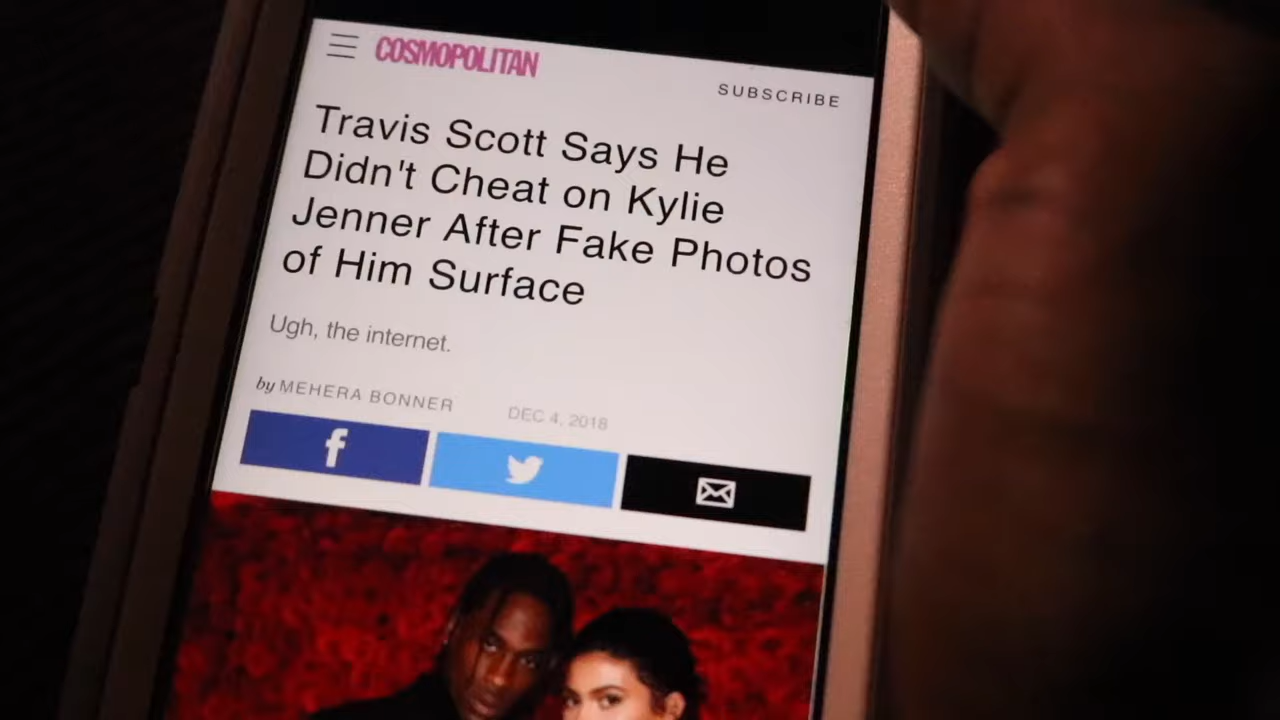 COSMOPOLITAN
SUBSCRIBE
Travis Scott Says He
Didn't Cheat on Kylie
Jenner After Fake Photos
of Him Surface
Ugh, the internet.
by MEHERA BONNER DEC 4, 2018
f